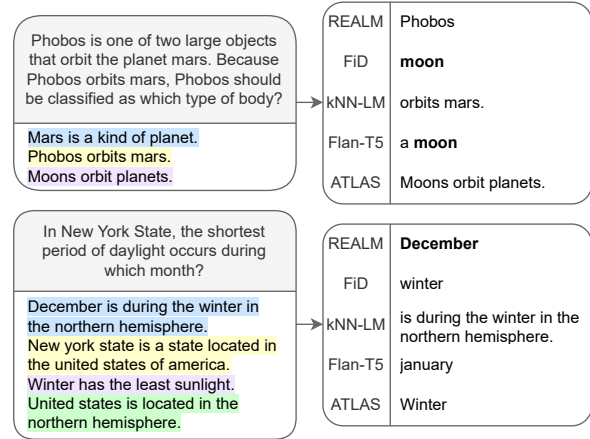 Phobos is one of two large objects
that orbit the planet mars. Because
Phobos orbits mars, Phobos should
be classified as which type of body?
Mars is a kind of planet.
Phobos orbits mars.
Moons orbit planets.
REALM Phobos
FiD moon
kNN-LM orbits mars.
Flan-T5 a moon
ATLAS Moons orbit planets.
In New York State, the shortest
period of daylight occurs during
which month?
December is during the winter in
the northern hemisphere.
New york state is a state located in
the united states of america.
Winter has the least sunlight.
United states is located in the
northern hemisphere.
REALM December
FiD winter
kNN-LM is during the winter in the
northern hemisphere.
Flan-T5 january
ATLAS Winter